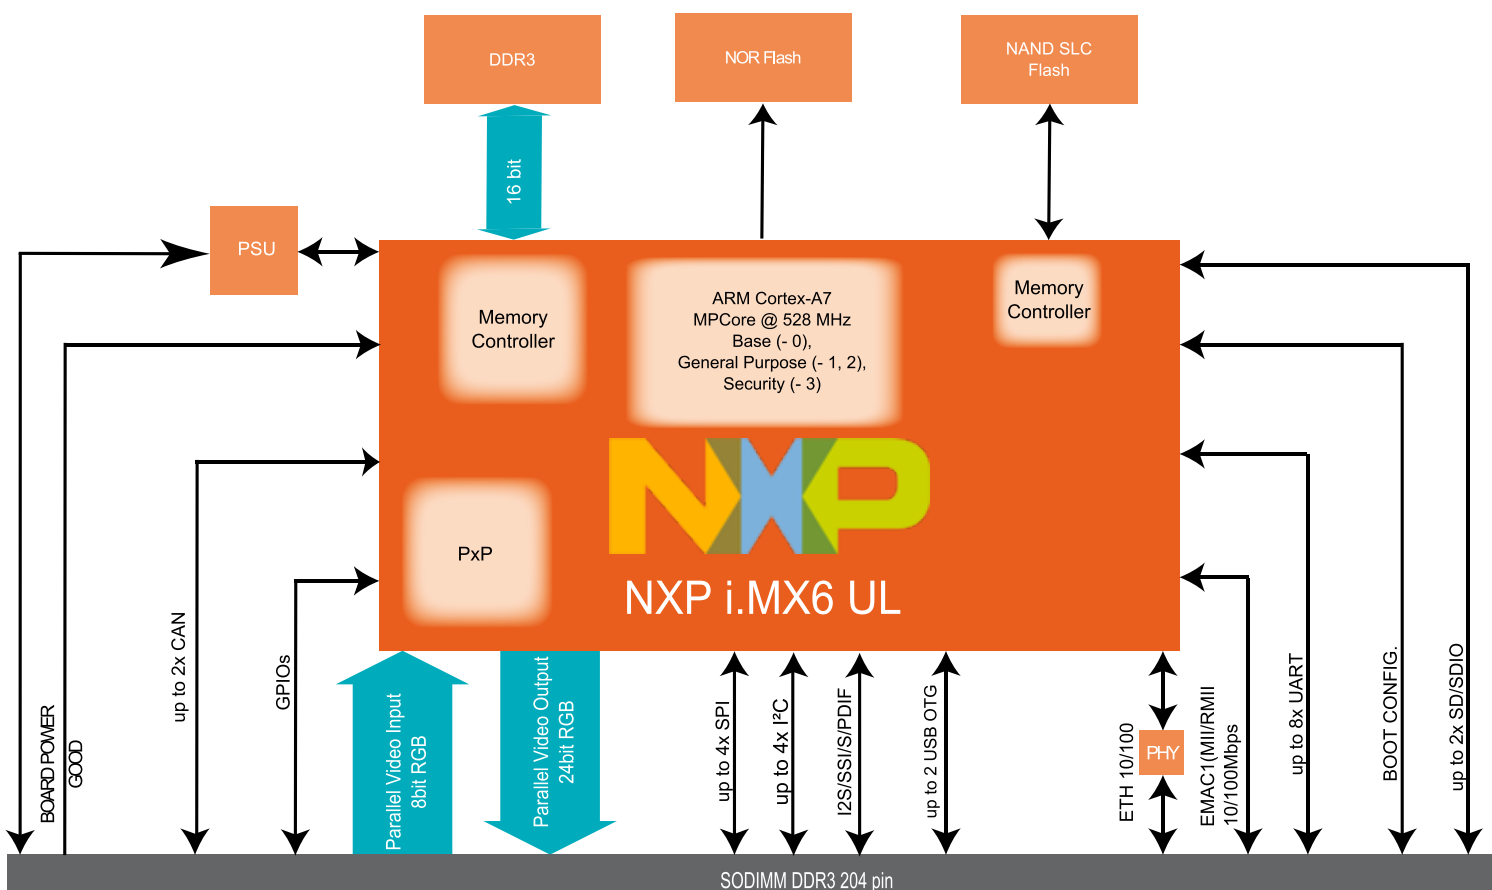 DDR3
NOR Flash
NAND SLC
Flash
16 bit
PSU
Memory
Controller
ARM Cortex-A7
MPCore @ 528 MHz
Base (- 0),
General Purpose (- 1, 2),
Security (- 3)
Memory
Controller
NXP
PxP
NXP i.MX6 UL
BOARD POWER
GOOD
up to 2x CAN
GPIOs
Parallel Video Input
8bit RGB
Parallel Video Output
24bit RGB
up to 4x SPI
up to 4x I²C
I2S/SSI/S/PDIF
up to 2 USB OTG
ETH 10/100
PHY
EMAC1(MII/RMII
10/100Mbps
up to 8x UART
BOOT CONFIG.
up to 2x SD/SDIO
SODIMM DDR3 204 pin